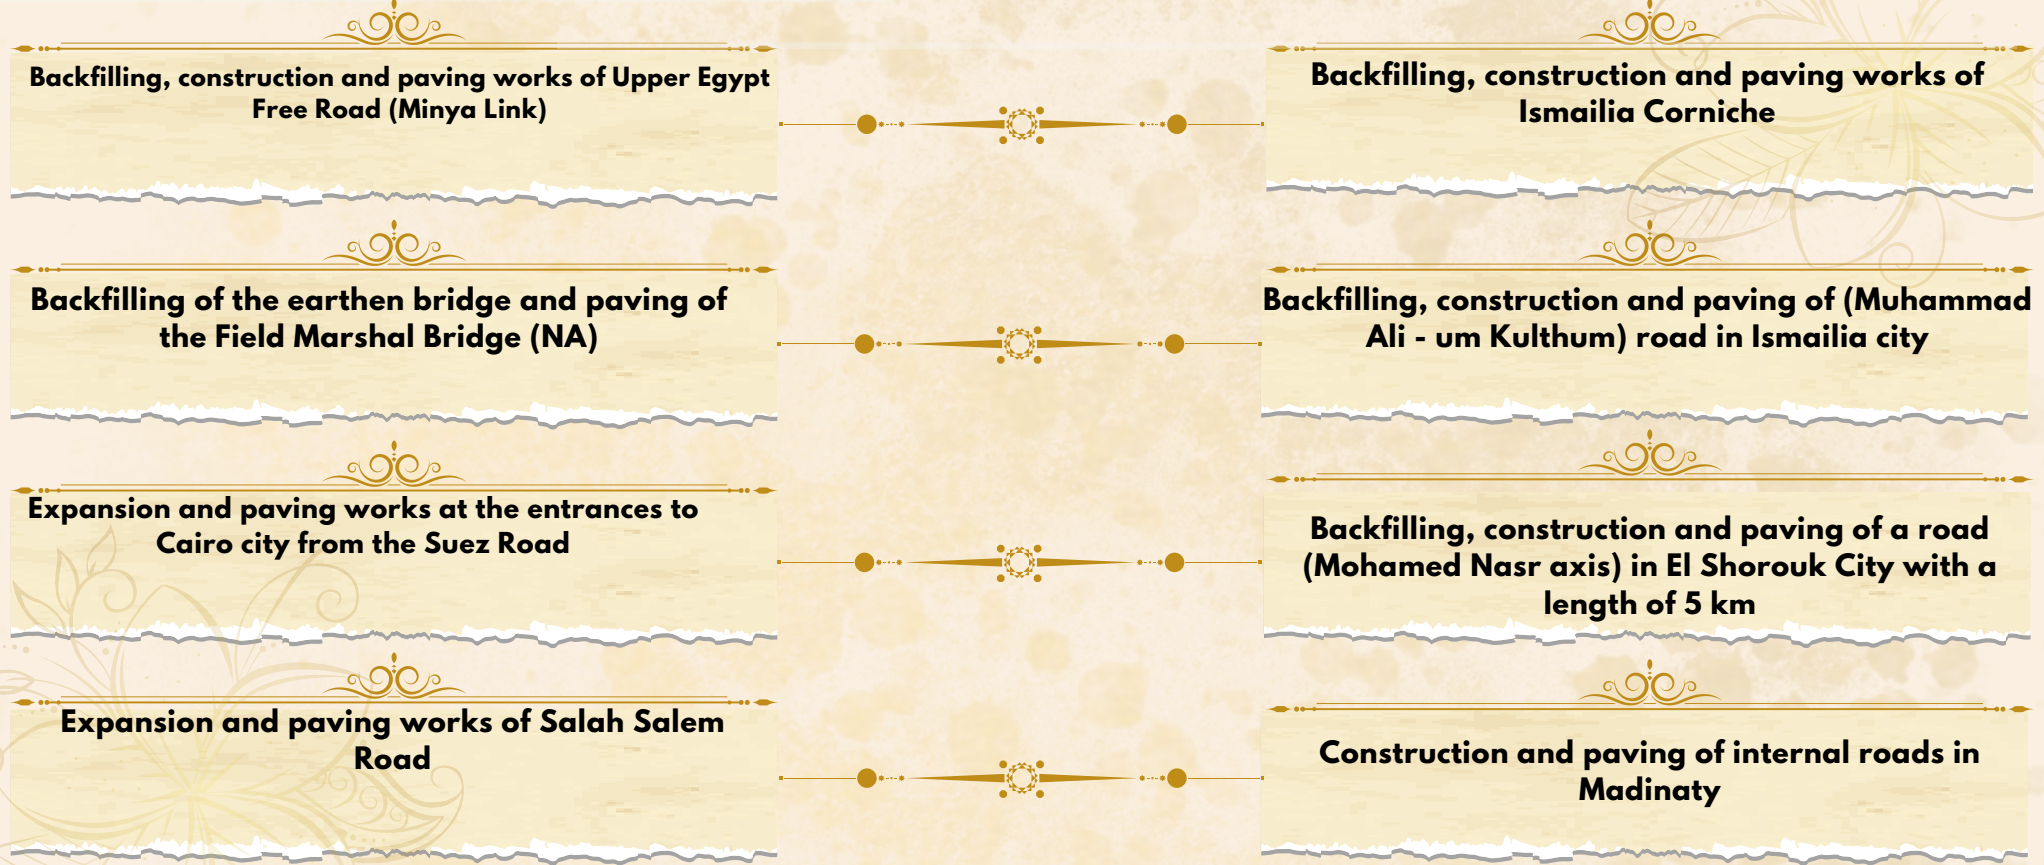 Backfilling, construction and paving works of Upper Egypt
Free Road (Minya Link)
Backfilling, construction and paving works of
Ismailia Corniche
Backfilling of the earthen bridge and paving of
the Field Marshal Bridge (NA)
Backfilling, construction and paving of (Muhammad
Ali - um Kulthum) road in Ismailia city
Expansion and paving works at the entrances to
Cairo city from the Suez Road
Backfilling, construction and paving of a road
(Mohamed Nasr axis) in El Shorouk City with a
length of 5 km
Expansion and paving works of Salah Salem
Road
Construction and paving of internal roads in
Madinaty